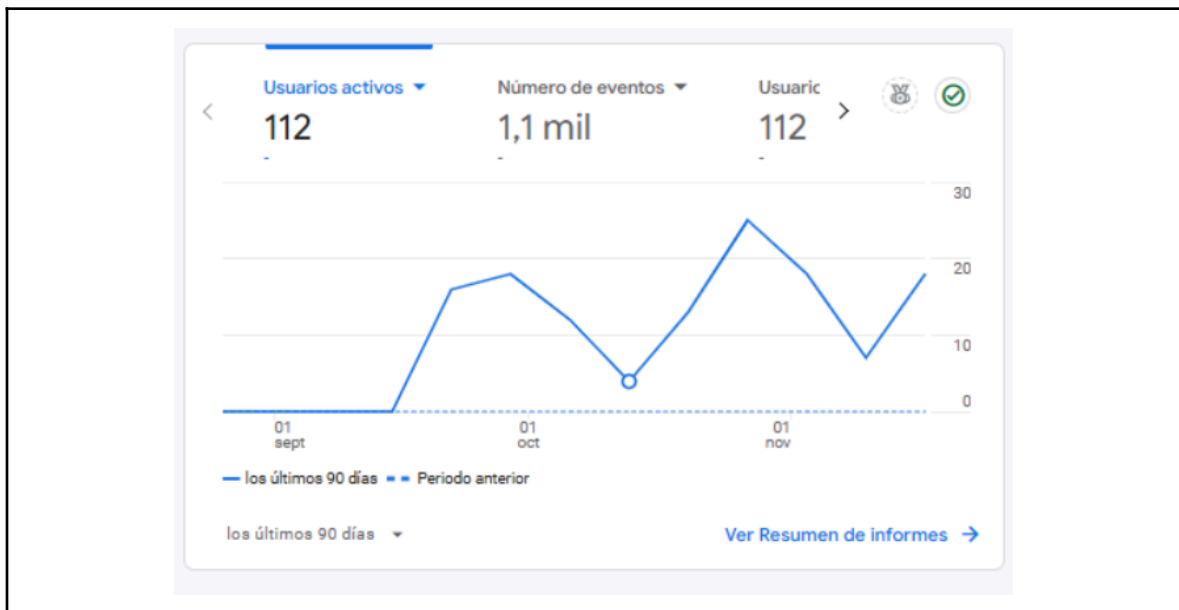 Usuarios activos Número de eventos Usuaric
112 1,1 mil 112
- - -
30
20
10
0
01 01 01
sept oct nov
los últimos 90 días Periodo anterior
los últimos 90 días Ver Resumen de informes